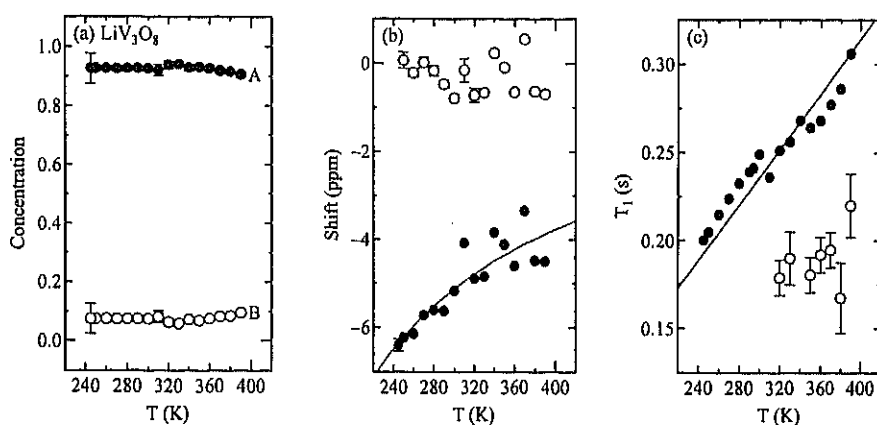 (a) LiV₃O₈
Concentration
1.0
0.8
0.6
0.4
0.2
0.0
A
B
240 280 320 360 400
T (K)
(b)
Shift (ppm)
0
−2
−4
−6
240 280 320 360 400
T (K)
(c)
T₁ (s)
0.30
0.25
0.20
0.15
240 280 320 360 400
T (K)